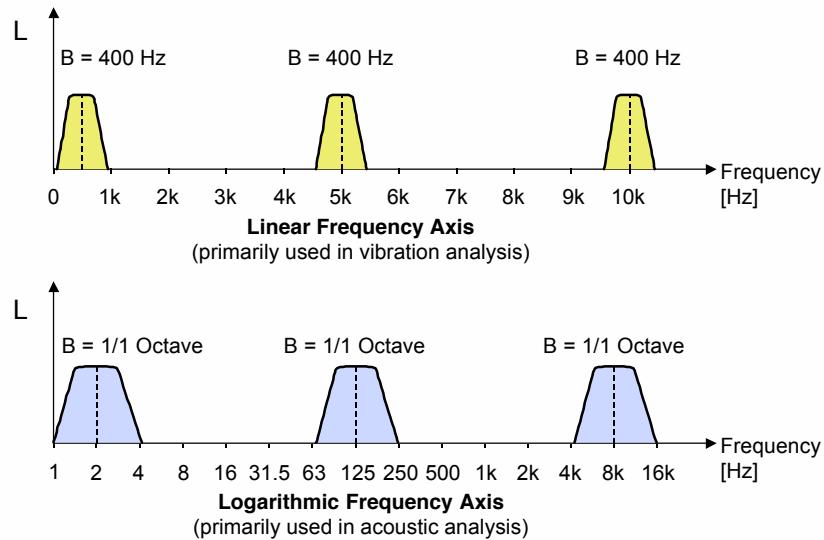 L
B = 400 Hz B = 400 Hz B = 400 Hz
Frequency
[Hz]
0 1k 2k 3k 4k 5k 6k 7k 8k 9k 10k
Linear Frequency Axis
(primarily used in vibration analysis)
L
B = 1/1 Octave B = 1/1 Octave B = 1/1 Octave
Frequency
[Hz]
1 2 4 8 16 31.5 63 125 250 500 1k 2k 4k 8k 16k
Logarithmic Frequency Axis
(primarily used in acoustic analysis)